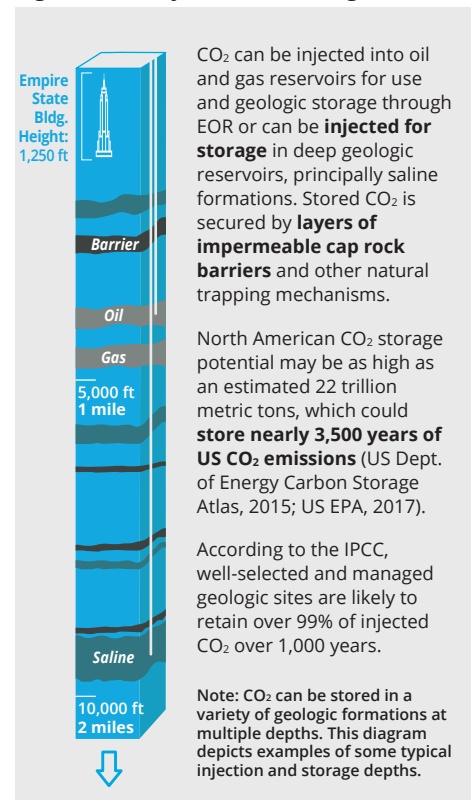 Empire
State
Bldg.
Height:
1,250 ft
Barrier
Oil
Gas
5,000 ft
1 mile
Saline
10,000 ft
2 miles
CO₂ can be injected into oil
and gas reservoirs for use
and geologic storage through
EOR or can be injected for
storage in deep geologic
reservoirs, principally saline
formations. Stored CO₂ is
secured by layers of
impermeable cap rock
barriers and other natural
trapping mechanisms.
North American CO₂ storage
potential may be as high as
an estimated 22 trillion
metric tons, which could
store nearly 3,500 years of
US CO₂ emissions (US Dept.
of Energy Carbon Storage
Atlas, 2015; US EPA, 2017).
According to the IPCC,
well-selected and managed
geologic sites are likely to
retain over 99% of injected
CO₂ over 1,000 years.
Note: CO₂ can be stored in a
variety of geologic formations at
multiple depths. This diagram
depicts examples of some typical
injection and storage depths.